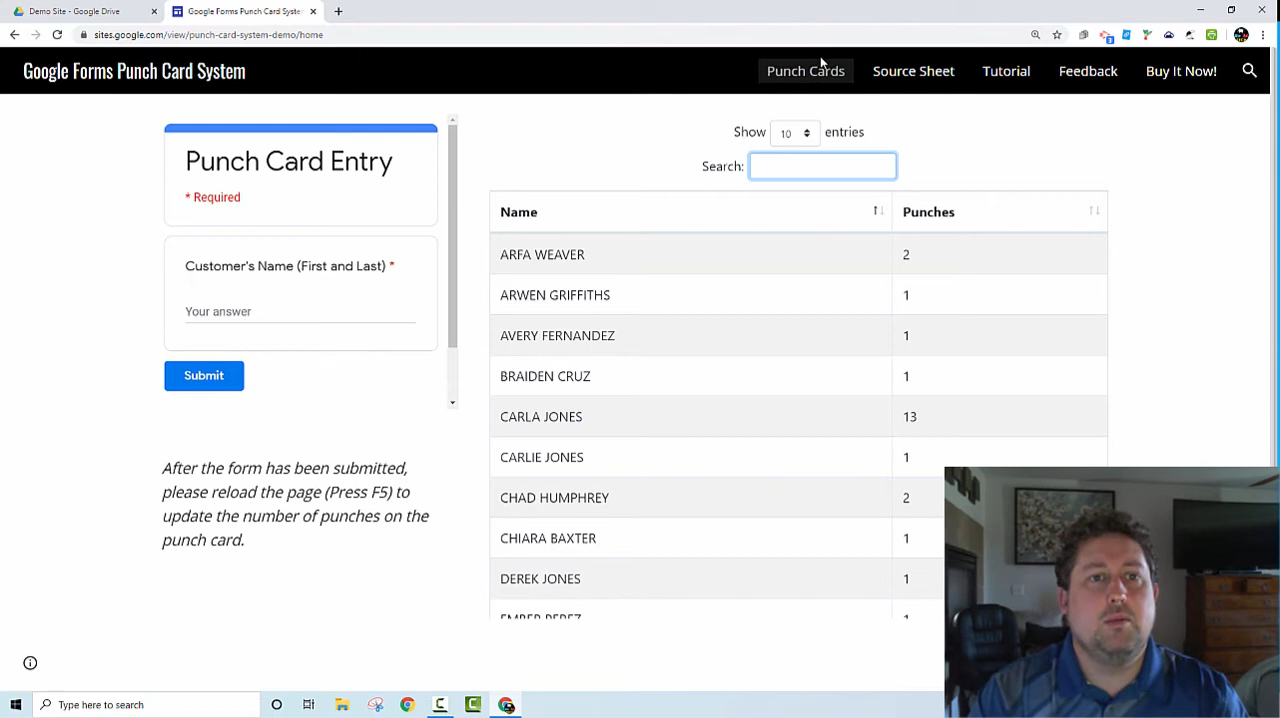 Demo Site - Google Drive
Google Forms Punch Card Syste
sites.google.com/view/punch-card-system-demo/home
3
Google Forms Punch Card System
Punch Cards
Source Sheet
Tutorial
Feedback
Buy It Now!
Punch Card Entry
* Required
Customer's Name (First and Last) *
Your answer
Submit
After the form has been submitted,
please reload the page (Press F5) to
update the number of punches on the
punch card.
Show 10 entries
Search:
Name Punches
ARFA WEAVER 2
ARWEN GRIFFITHS 1
AVERY FERNANDEZ 1
BRAIDEN CRUZ 1
CARLA JONES 13
CARLIE JONES 1
CHAD HUMPHREY 2
CHIARA BAXTER 1
DEREK JONES 1
EMBER PEREZ 1
Type here to search